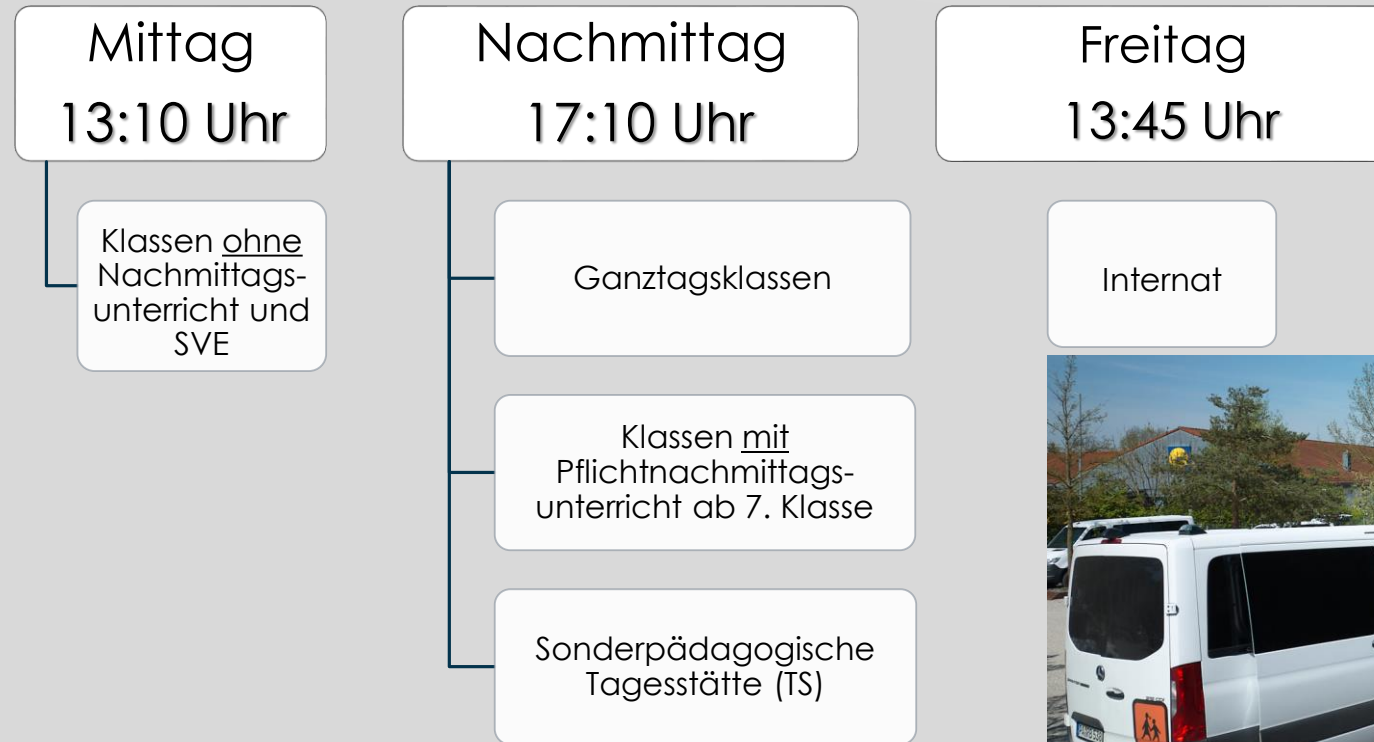 Mittag
13:10 Uhr
Klassen ohne
Nachmittags-
unterricht und
SVE
Nachmittag
17:10 Uhr
Ganztagsklassen
Klassen mit
Pflichtnachmittags-
unterricht ab 7. Klasse
Sonderpädagogische
Tagesstätte (TS)
Freitag
13:45 Uhr
Internat